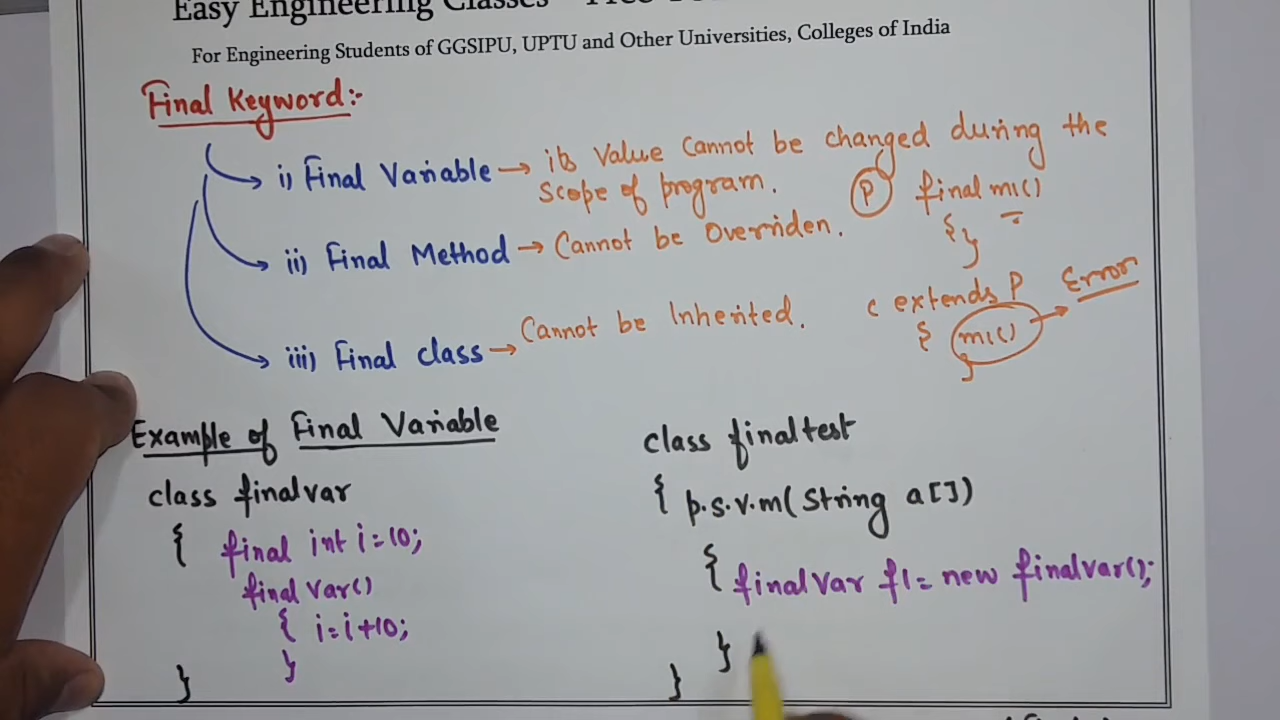 Easy Engineering Classes
For Engineering Students of GGSIPU, UPTU and Other Universities, Colleges of India
Final Keyword:-
i) Final Variable → its value cannot be changed during the
scope of program.
ii) Final Method → Cannot be Overriden.
P final m1()
{ }
iii) Final class → Cannot be Inherited.
c extends P
{ m1() → Error
}
Example of Final Variable
class finalvar
{ final int i=10;
final var()
{ i=i+10;
}
}
class finaltest
{ p.s.v.m(String a[])
{ finalvar f1= new finalvar();
}
}